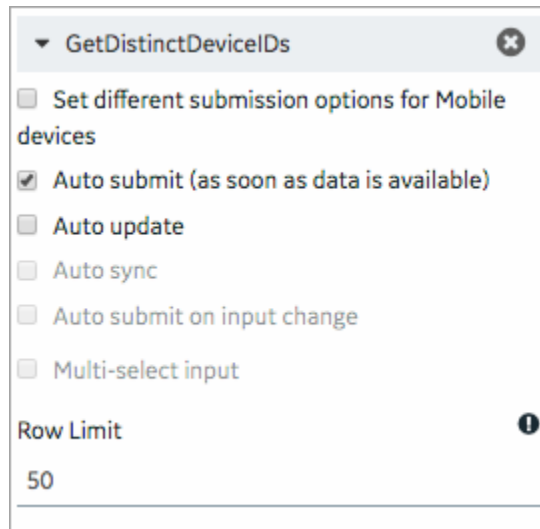 GetDistinctDeviceIDs
Set different submission options for Mobile
devices
Auto submit (as soon as data is available)
Auto update
Auto sync
Auto submit on input change
Multi-select input
Row Limit
50